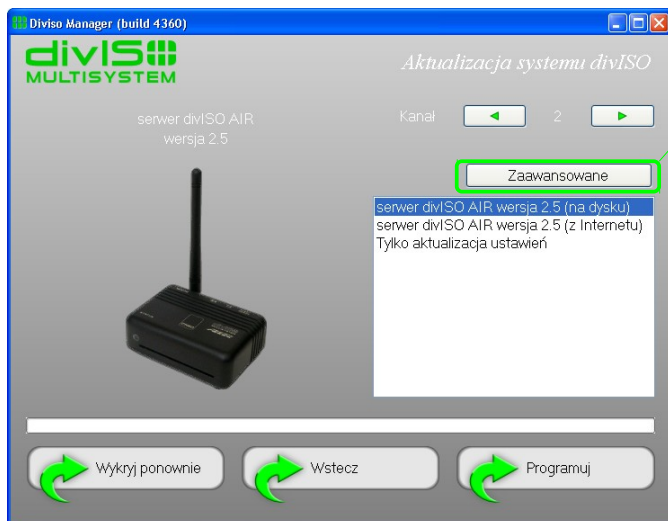 Diviso Manager (build 4360)
divISO
MULTISYSTEM
Aktualizacja systemu divISO
serwer divISO AIR
wersja 2.5
Kanał 2
Zaawansowane
serwer divISO AIR wersja 2.5 (na dysku)
serwer divISO AIR wersja 2.5 (z Internetu)
Tylko aktualizacja ustawień
Wykryj ponownie
Wstecz
Programuj